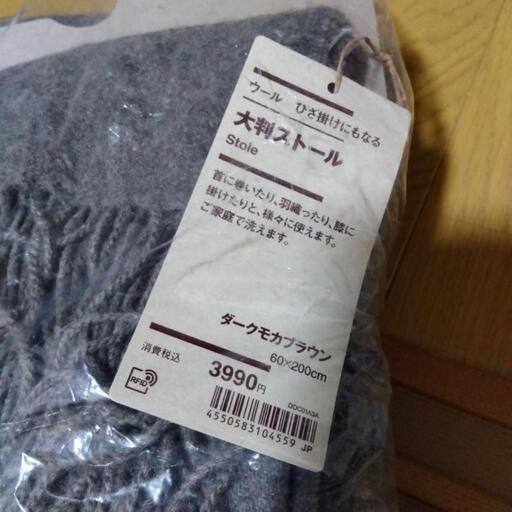 ウール ひざ掛けにもなる
大判ストール
Stole
首に巻いたり、羽織ったり、膝に
掛けたりと、様々に使えます。
ご家庭で洗えます。
ダークモカブラウン
60×200cm
消費税込 3990円
DDC01A3A
RFID
4550583104559 JP